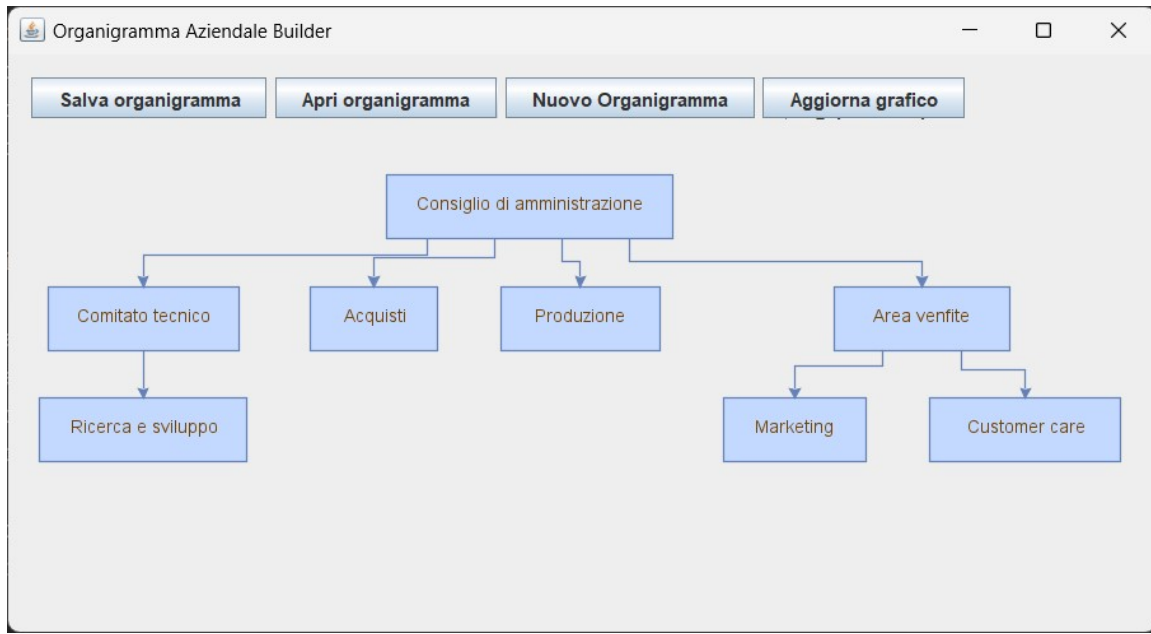 Organigramma Aziendale Builder
Salva organigramma
Apri organigramma
Nuovo Organigramma
Aggiorna grafico
Consiglio di amministrazione
Comitato tecnico
Acquisti
Produzione
Area venfite
Ricerca e sviluppo
Marketing
Customer care